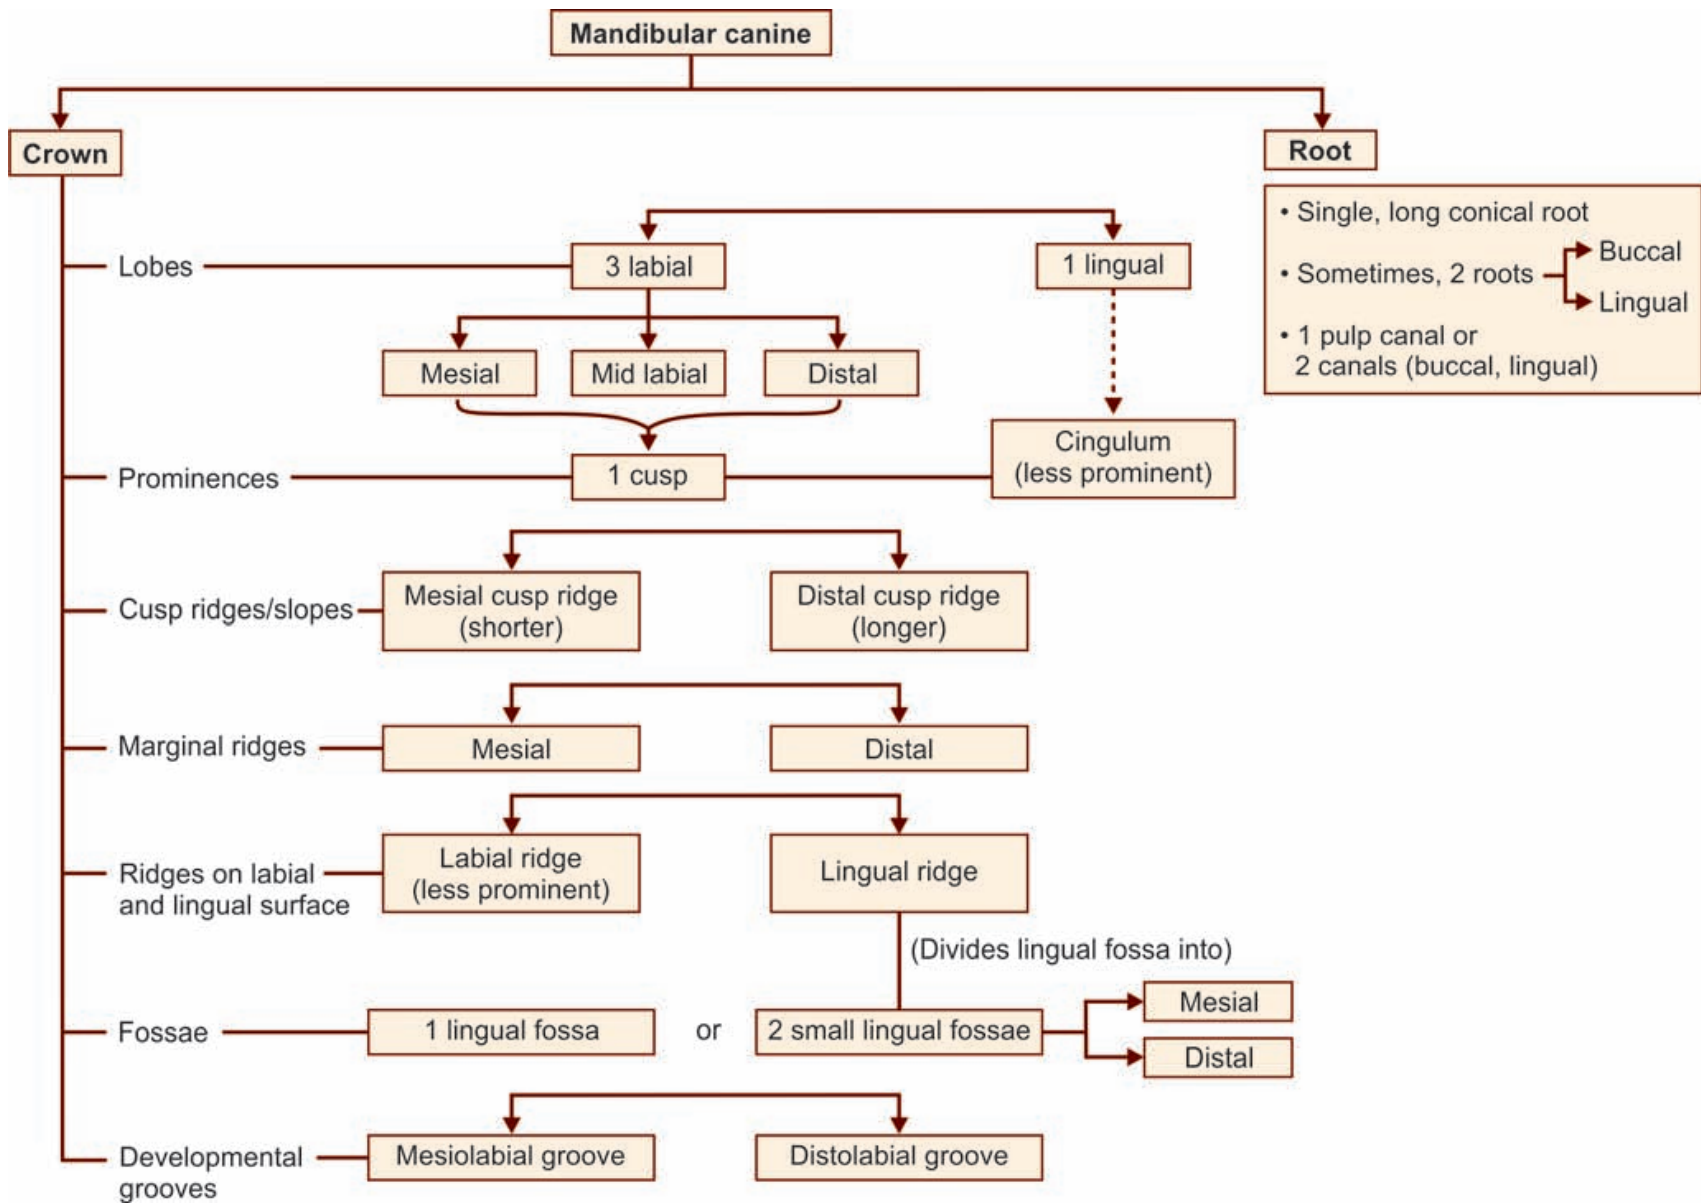 Mandibular canine
Crown
Root
• Single, long conical root
• Sometimes, 2 roots
Buccal
Lingual
• 1 pulp canal or
2 canals (buccal, lingual)
Lobes
3 labial
1 lingual
Mesial
Mid labial
Distal
Prominences
1 cusp
Cingulum
(less prominent)
Cusp ridges/slopes
Mesial cusp ridge
(shorter)
Distal cusp ridge
(longer)
Marginal ridges
Mesial
Distal
Ridges on labial
and lingual surface
Labial ridge
(less prominent)
Lingual ridge
(Divides lingual fossa into)
Fossae
1 lingual fossa
or
2 small lingual fossae
Mesial
Distal
Developmental
grooves
Mesiolabial groove
Distolabial groove